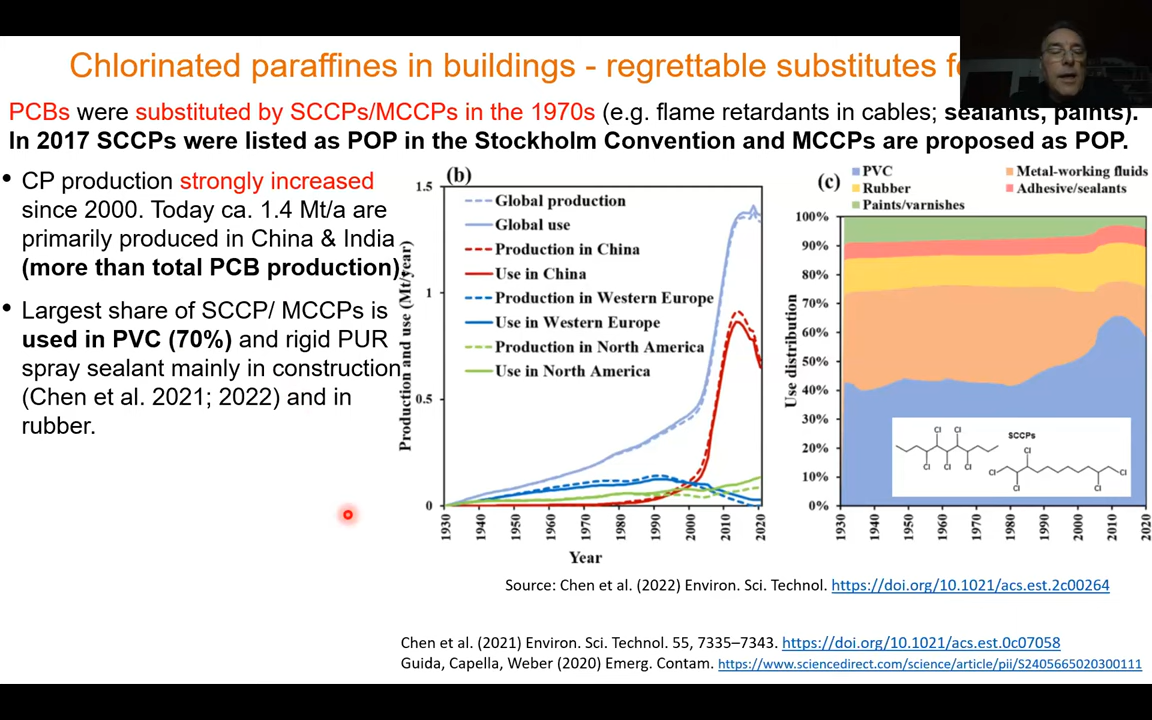 Chlorinated paraffines in buildings - regrettable substitutes
PCBs were substituted by SCCPs/MCCPs in the 1970s (e.g. flame retardants in cables; sealants, paints).
In 2017 SCCPs were listed as POP in the Stockholm Convention and MCCPs are proposed as POP.
• CP production strongly increased
since 2000. Today ca. 1.4 Mt/a are
primarily produced in China & India
(more than total PCB production).
• Largest share of SCCP/ MCCPs is
used in PVC (70%) and rigid PUR
spray sealant mainly in construction
(Chen et al. 2021; 2022) and in
rubber.
(b)
Production and use (Mt/year)
1.5
1
0.5
0
Global production
Global use
Production in China
Use in China
Production in Western Europe
Use in Western Europe
Production in North America
Use in North America
1930 1940 1950 1960 1970 1980 1990 2000 2010 2020
Year
(c)
PVC Metal-working fluids
Rubber Adhesive/sealants
Paints/varnishes
Use distribution
100%
90%
80%
70%
60%
50%
40%
30%
20%
10%
0%
SCCPs
Cl Cl
Cl Cl Cl
Cl
Cl Cl
Cl Cl
1930 1940 1950 1960 1970 1980 1990 2000 2010 2020
Source: Chen et al. (2022) Environ. Sci. Technol. https://doi.org/10.1021/acs.est.2c00264
Chen et al. (2021) Environ. Sci. Technol. 55, 7335–7343. https://doi.org/10.1021/acs.est.0c07058
Guida, Capella, Weber (2020) Emerg. Contam. https://www.sciencedirect.com/science/article/pii/S2405665020300111